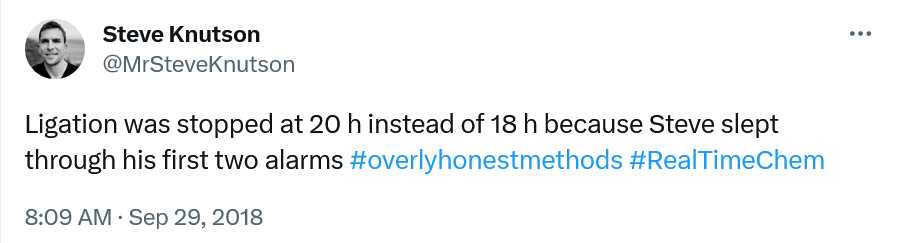 Steve Knutson
@MrSteveKnutson
Ligation was stopped at 20 h instead of 18 h because Steve slept
through his first two alarms #overlyhonestmethods #RealTimeChem
8:09 AM · Sep 29, 2018